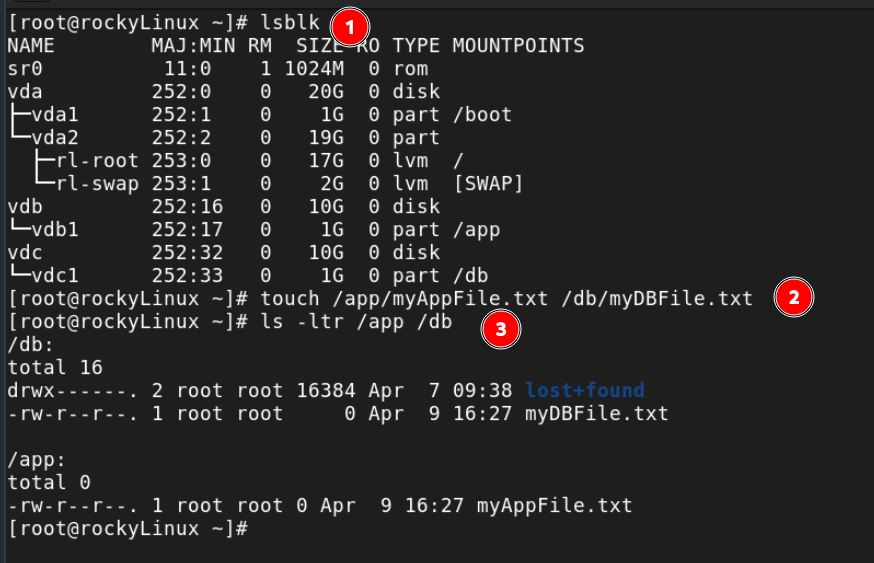 [root@rockyLinux ~]# lsblk 1
NAME        MAJ:MIN RM  SIZE RO TYPE MOUNTPOINTS
sr0          11:0    1 1024M  0 rom
vda         252:0    0   20G  0 disk
├─vda1      252:1    0    1G  0 part /boot
└─vda2      252:2    0   19G  0 part
  ├─rl-root 253:0    0   17G  0 lvm  /
  └─rl-swap 253:1    0    2G  0 lvm  [SWAP]
vdb         252:16   0   10G  0 disk
└─vdb1      252:17   0    1G  0 part /app
vdc         252:32   0   10G  0 disk
└─vdc1      252:33   0    1G  0 part /db
[root@rockyLinux ~]# touch /app/myAppFile.txt /db/myDBFile.txt 2
[root@rockyLinux ~]# ls -ltr /app /db 3
/db:
total 16
drwx------. 2 root root 16384 Apr  7 09:38 lost+found
-rw-r--r--. 1 root root     0 Apr  9 16:27 myDBFile.txt

/app:
total 0
-rw-r--r--. 1 root root 0 Apr  9 16:27 myAppFile.txt
[root@rockyLinux ~]#